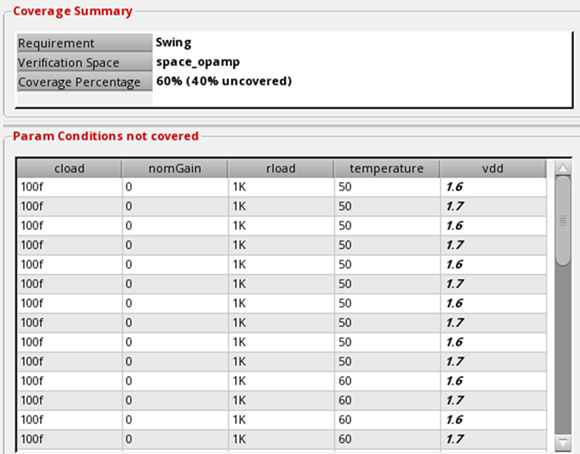 Coverage Summary
Requirement Swing
Verification Space space_opamp
Coverage Percentage 60% (40% uncovered)
Param Conditions not covered
cload nomGain rload temperature vdd
100f 0 1K 50 1.6
100f 0 1K 50 1.7
100f 0 1K 50 1.6
100f 0 1K 50 1.7
100f 0 1K 50 1.6
100f 0 1K 50 1.7
100f 0 1K 50 1.6
100f 0 1K 50 1.7
100f 0 1K 50 1.6
100f 0 1K 50 1.7
100f 0 1K 60 1.6
100f 0 1K 60 1.7
100f 0 1K 60 1.6
100f 0 1K 60 1.7